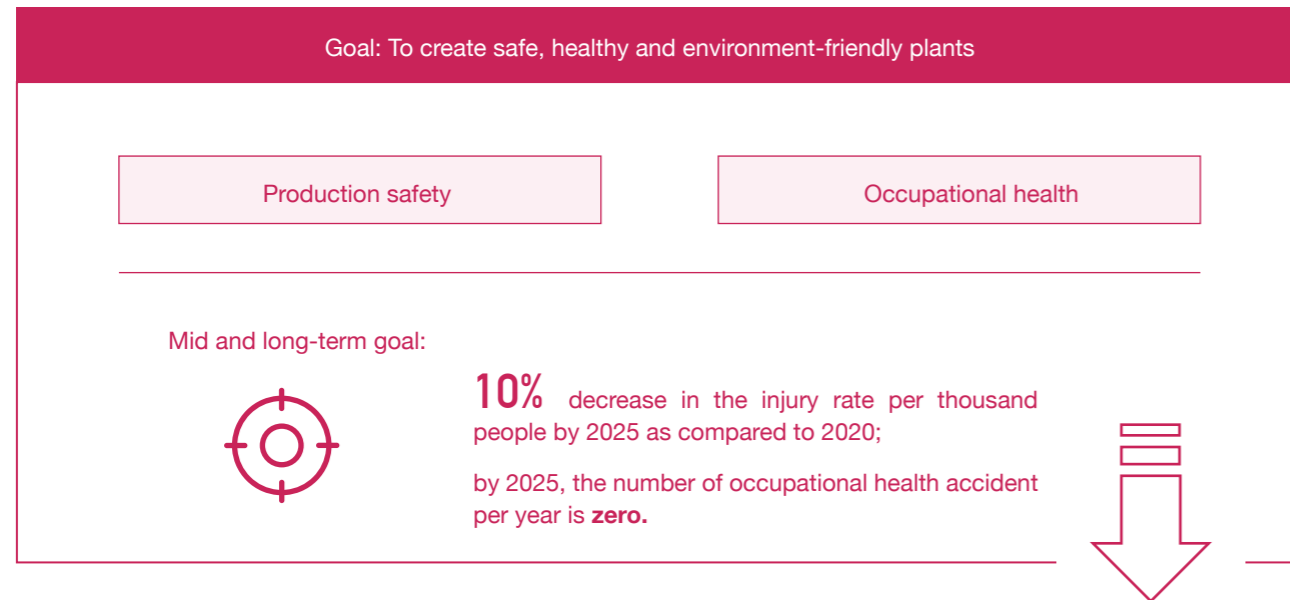 Goal: To create safe, healthy and environment-friendly plants
Production safety
Occupational health
Mid and long-term goal:
10% decrease in the injury rate per thousand
people by 2025 as compared to 2020;
by 2025, the number of occupational health accident
per year is zero.